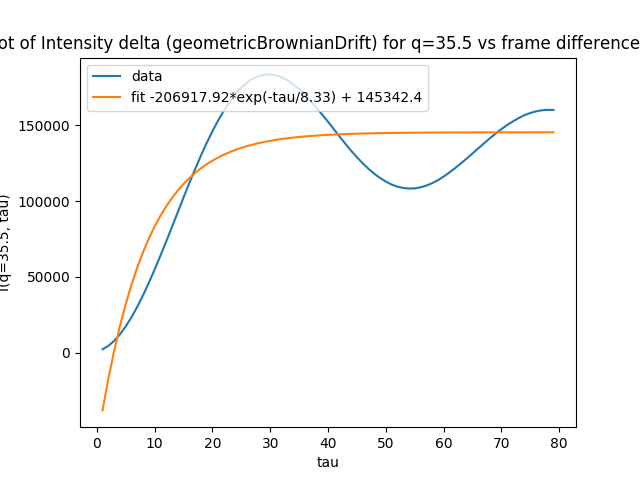 ot of Intensity delta (geometricBrownianDrift) for q=35.5 vs frame difference
data
fit -206917.92*exp(-tau/8.33) + 145342.4
I(q=35.5, tau)
150000
100000
50000
0
0 10 20 30 40 50 60 70 80
tau